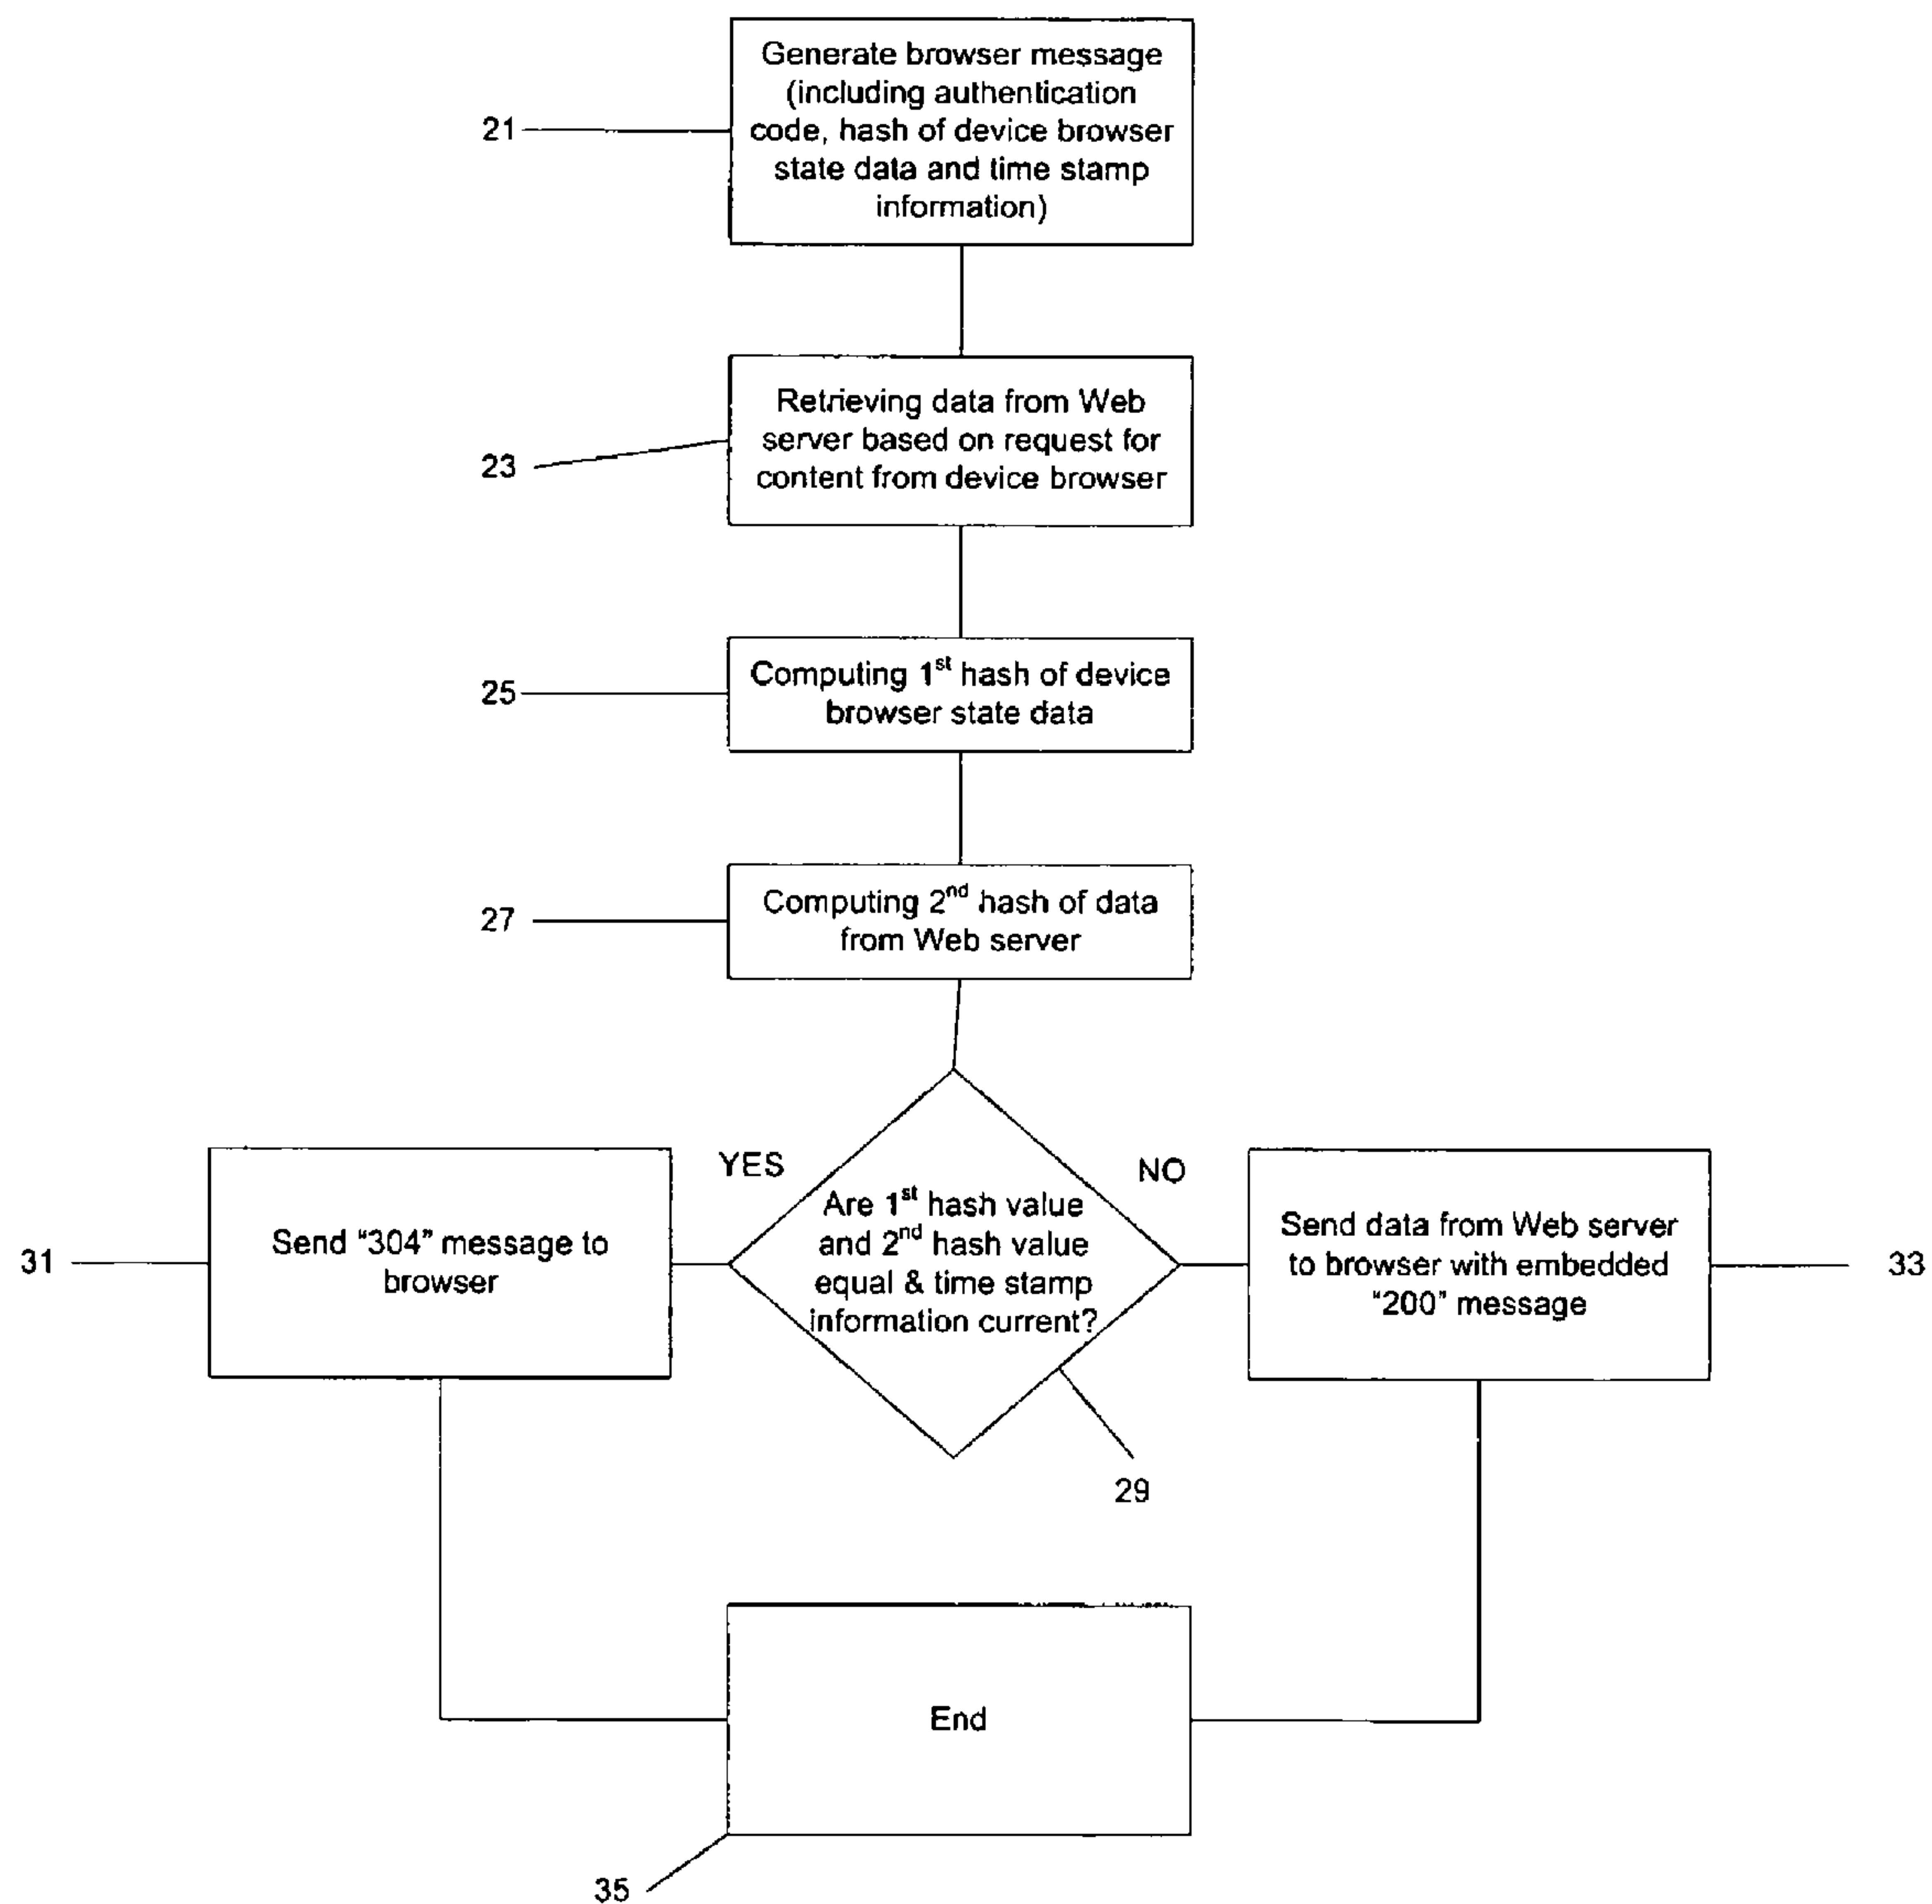 Generate browser message
(including authentication
code, hash of device browser
state data and time stamp
information)
21
Retrieving data from Web
server based on request for
content from device browser
23
Computing 1st hash of device
browser state data
25
Computing 2nd hash of data
from Web server
27
YES
NO
Are 1st hash value
and 2nd hash value
equal & time stamp
information current?
29
Send "304" message to
browser
31
Send data from Web server
to browser with embedded
"200" message
33
End
35